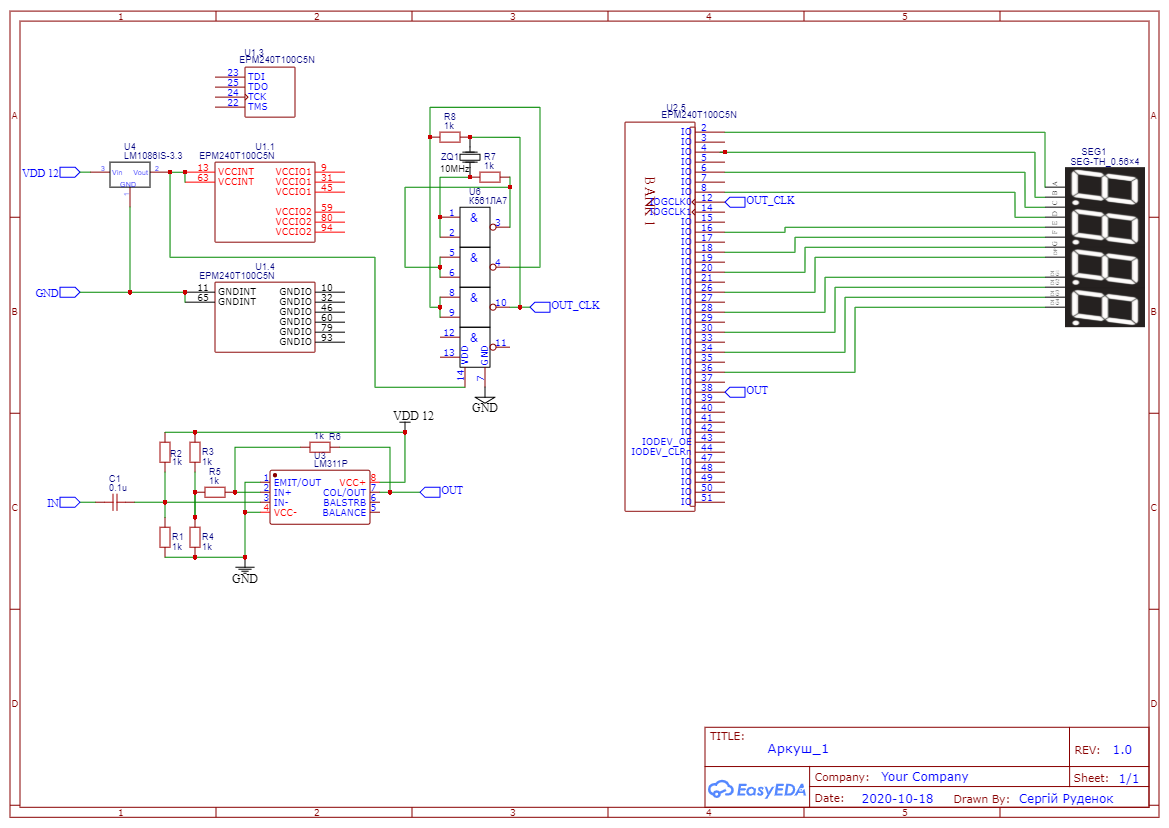 1 2 3 4 5
A
B
C
D
U1.3
EPM240T100C5N
23 TDI
25 TDO
24 TCK
22 TMS
U4
LM1086IS-3.3
VDD 12
3 Vin Vout 2
GND
1
U1.1
EPM240T100C5N
13 VCCINT VCCIO1 9
63 VCCINT VCCIO1 31
VCCIO1 45
VCCIO2 59
VCCIO2 80
VCCIO2 94
U1.4
EPM240T100C5N
GND
11 GNDINT GNDIO 10
65 GNDINT GNDIO 32
GNDIO 46
GNDIO 60
GNDIO 79
GNDIO 93
R8
1k
ZQ1
10MHz
R7
1k
U6
К561ЛА7
1 & 3
2
5 & 4
6
8 & 10
9
12 & 11
13
VDD GND
14 7
GND
OUT_CLK
VDD 12
R2
1k
R3
1k
R5
1k
1k R6
U3
LM311P
1 EMIT/OUT VCC+ 8
2 IN+ COL/OUT 7
3 IN- BALSTRB 6
4 VCC- BALANCE 5
OUT
C1
0.1u
IN
R1
1k
R4
1k
GND
U2.5
EPM240T100C5N
BANK 1
IO 2
IO 3
IO 4
IO 5
IO 6
IO 7
IO 8
IOGCLK0 12 OUT_CLK
IOGCLK1 14
IO 15
IO 16
IO 17
IO 18
IO 19
IO 20
IO 21
IO 26
IO 27
IO 28
IO 29
IO 30
IO 33
IO 34
IO 35
IO 36
IO 37
IO 38 OUT
IO 39
IO 40
IO 41
IO 42
IODEV_OE 43
IODEV_CLRn 44
IO 47
IO 48
IO 49
IO 50
IO 51
SEG1
SEG-TH_0.56×4
A
B
C
D
E
F
G
A
B
C
D
TITLE:
Аркуш_1
REV: 1.0
EasyEDA
Company: Your Company
Sheet: 1/1
Date: 2020-10-18 Drawn By: Сергій Руденок
1 2 3 4 5